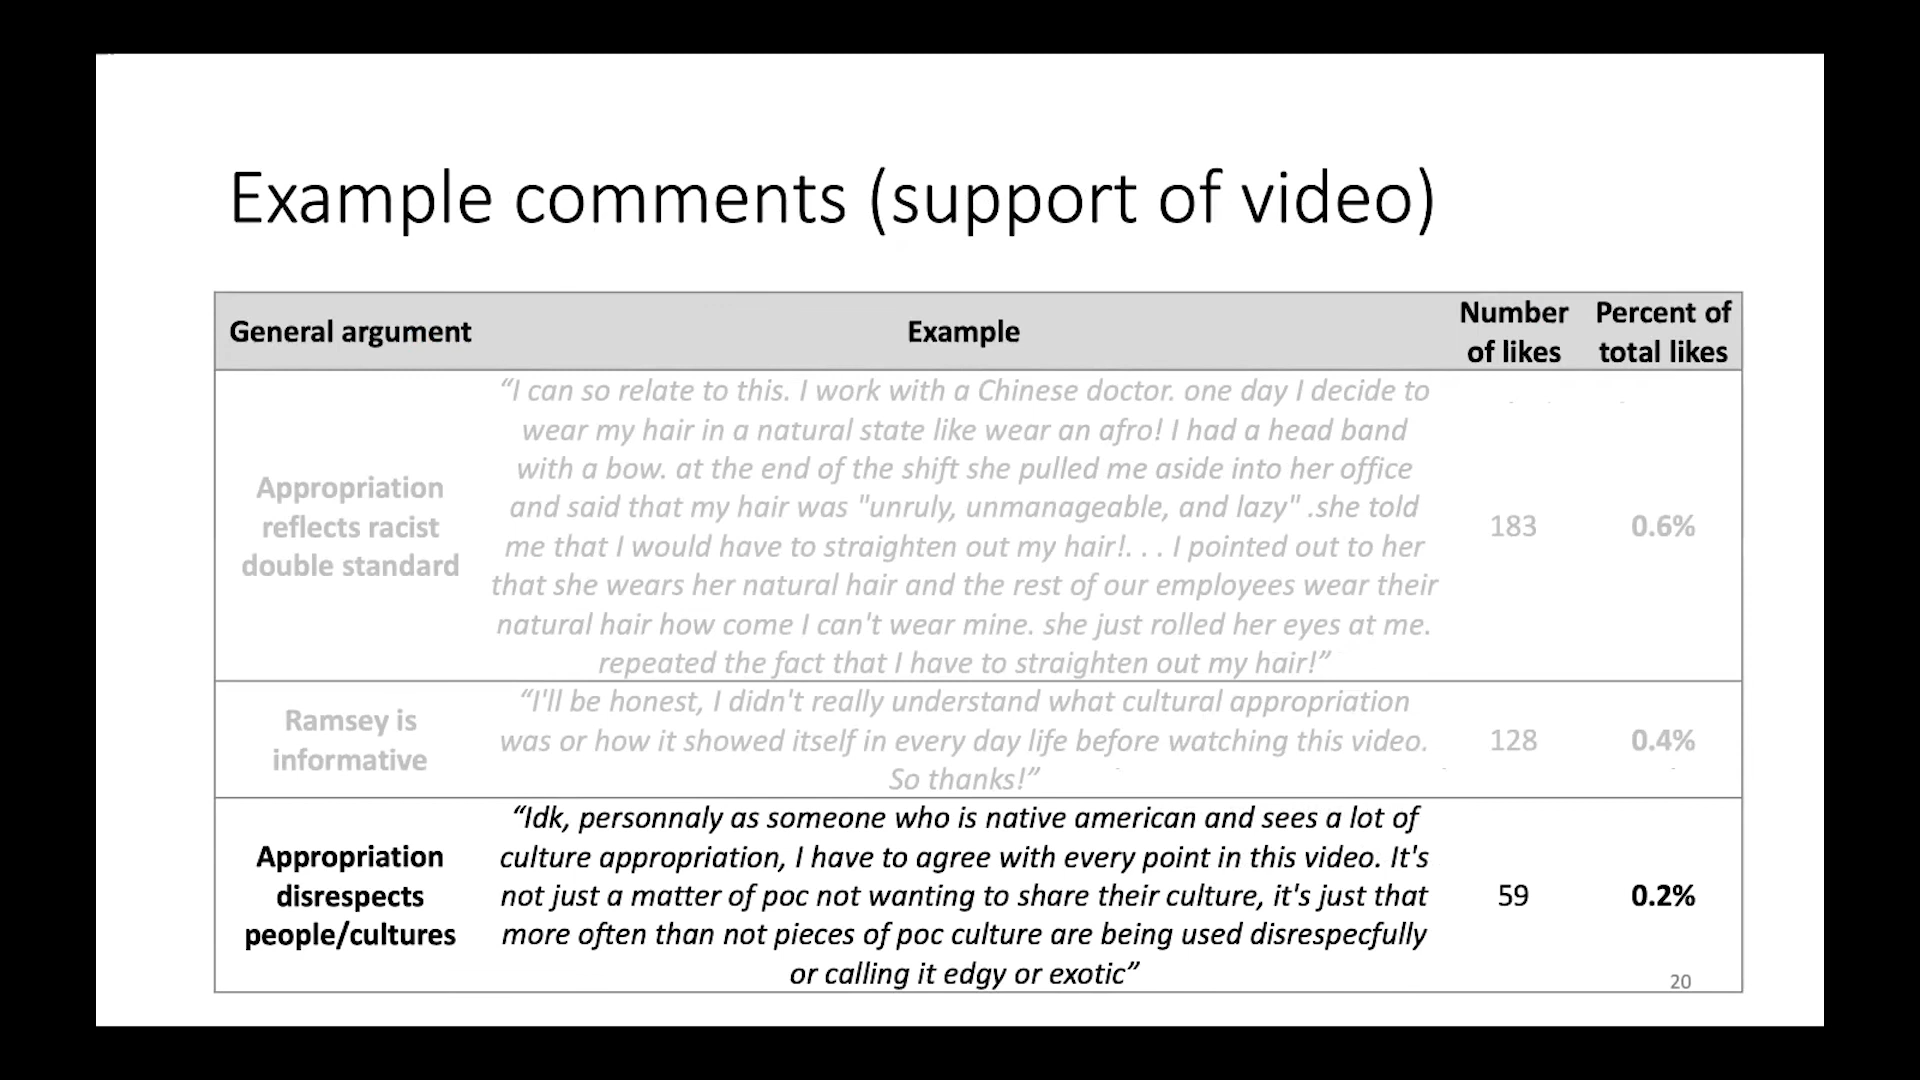 Example comments (support of video)
General argument
Example
Number
of likes
Percent of
total likes
Appropriation
reflects racist
double standard
“I can so relate to this. I work with a Chinese doctor. one day I decide to
wear my hair in a natural state like wear an afro! I had a head band
with a bow. at the end of the shift she pulled me aside into her office
and said that my hair was "unruly, unmanageable, and lazy" .she told
me that I would have to straighten out my hair!. . . I pointed out to her
that she wears her natural hair and the rest of our employees wear their
natural hair how come I can't wear mine. she just rolled her eyes at me.
repeated the fact that I have to straighten out my hair!”
183
0.6%
Ramsey is
informative
“I'll be honest, I didn't really understand what cultural appropriation
was or how it showed itself in every day life before watching this video.
So thanks!”
128
0.4%
Appropriation
disrespects
people/cultures
“Idk, personnaly as someone who is native american and sees a lot of
culture appropriation, I have to agree with every point in this video. It's
not just a matter of poc not wanting to share their culture, it's just that
more often than not pieces of poc culture are being used disrespecfully
or calling it edgy or exotic”
59
0.2%
20